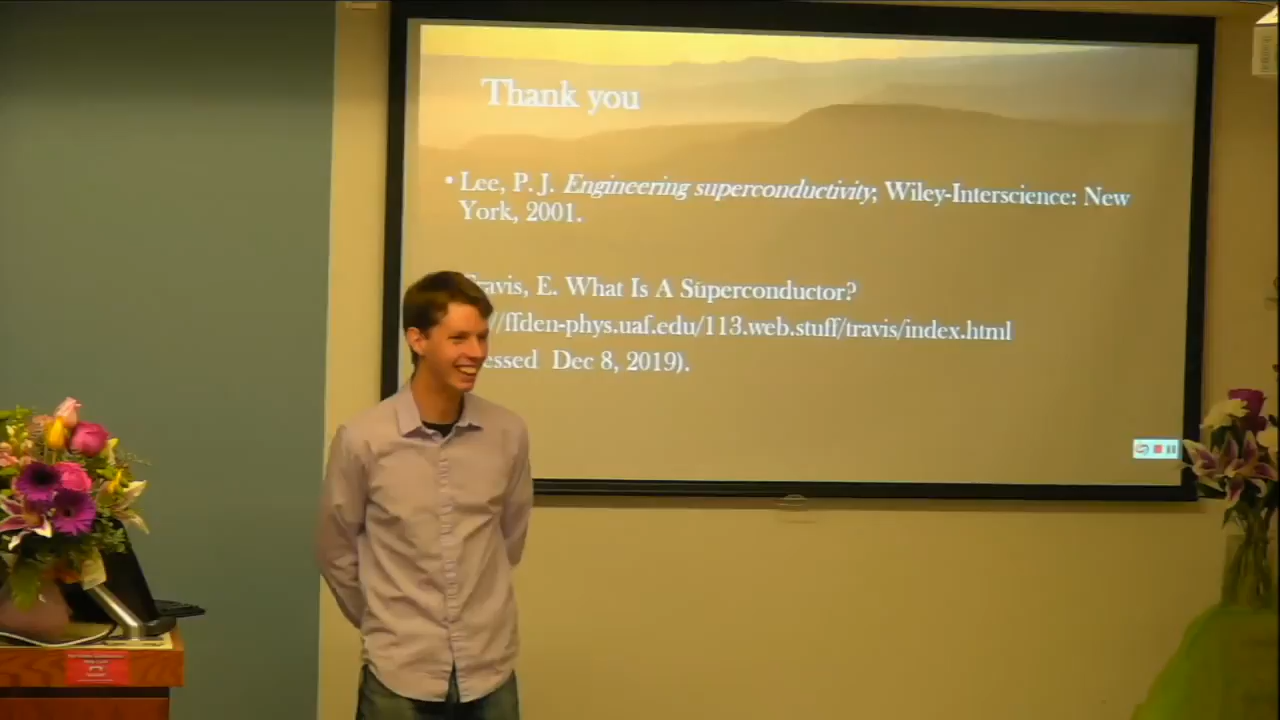 Thank you
• Lee, P. J. Engineering superconductivity; Wiley-Interscience: New
York, 2001.
Travis, E. What Is A Superconductor?
//ffden-phys.uaf.edu/113.web.stuff/travis/index.html
essed Dec 8, 2019).